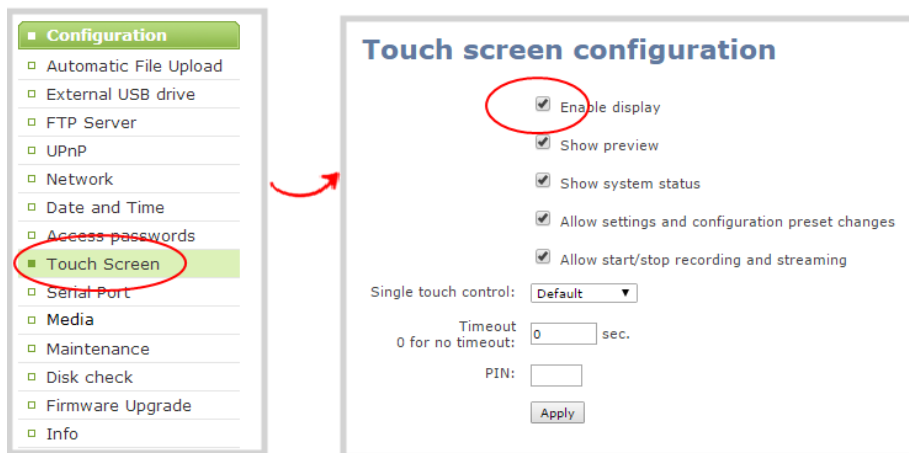 Configuration
Automatic File Upload
External USB drive
FTP Server
UPnP
Network
Date and Time
Access passwords
Touch Screen
Serial Port
Media
Maintenance
Disk check
Firmware Upgrade
Info
Touch screen configuration
Enable display
Show preview
Show system status
Allow settings and configuration preset changes
Allow start/stop recording and streaming
Single touch control: Default
Timeout
0 for no timeout: 0 sec.
PIN:
Apply